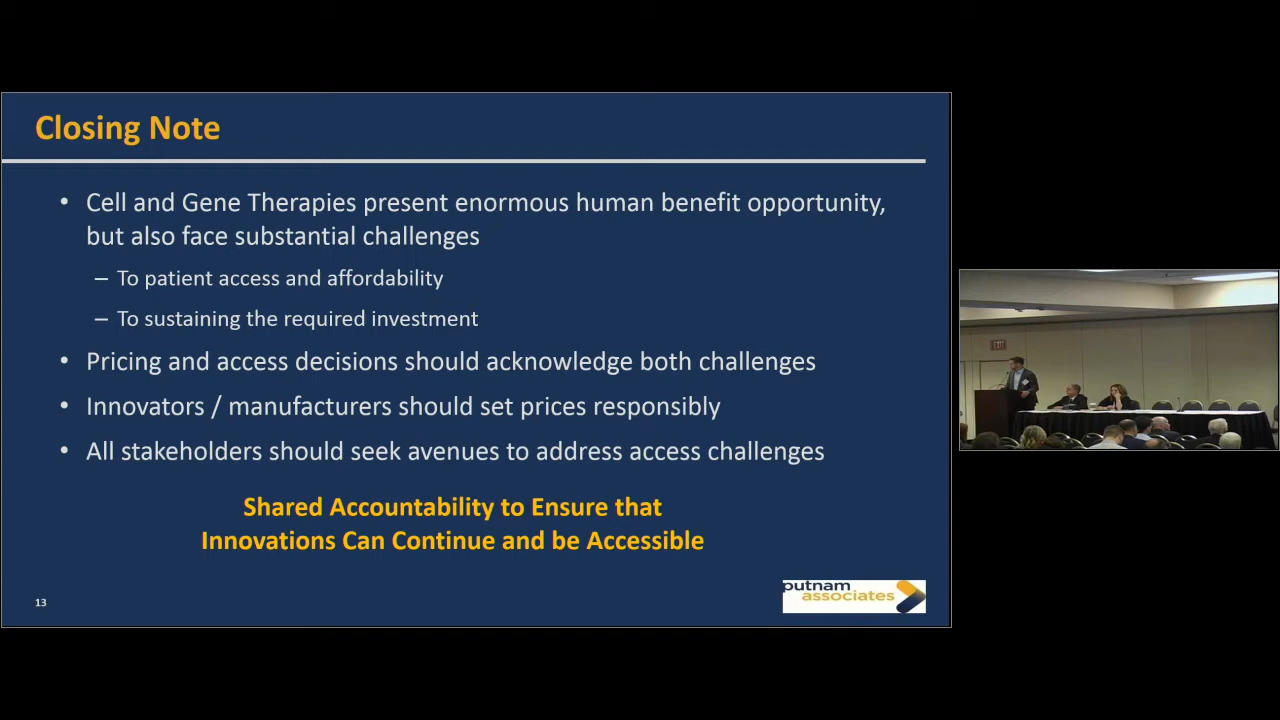 Closing Note
• Cell and Gene Therapies present enormous human benefit opportunity,
but also face substantial challenges
– To patient access and affordability
– To sustaining the required investment
• Pricing and access decisions should acknowledge both challenges
• Innovators / manufacturers should set prices responsibly
• All stakeholders should seek avenues to address access challenges
Shared Accountability to Ensure that
Innovations Can Continue and be Accessible
13
putnam
associates
EXIT